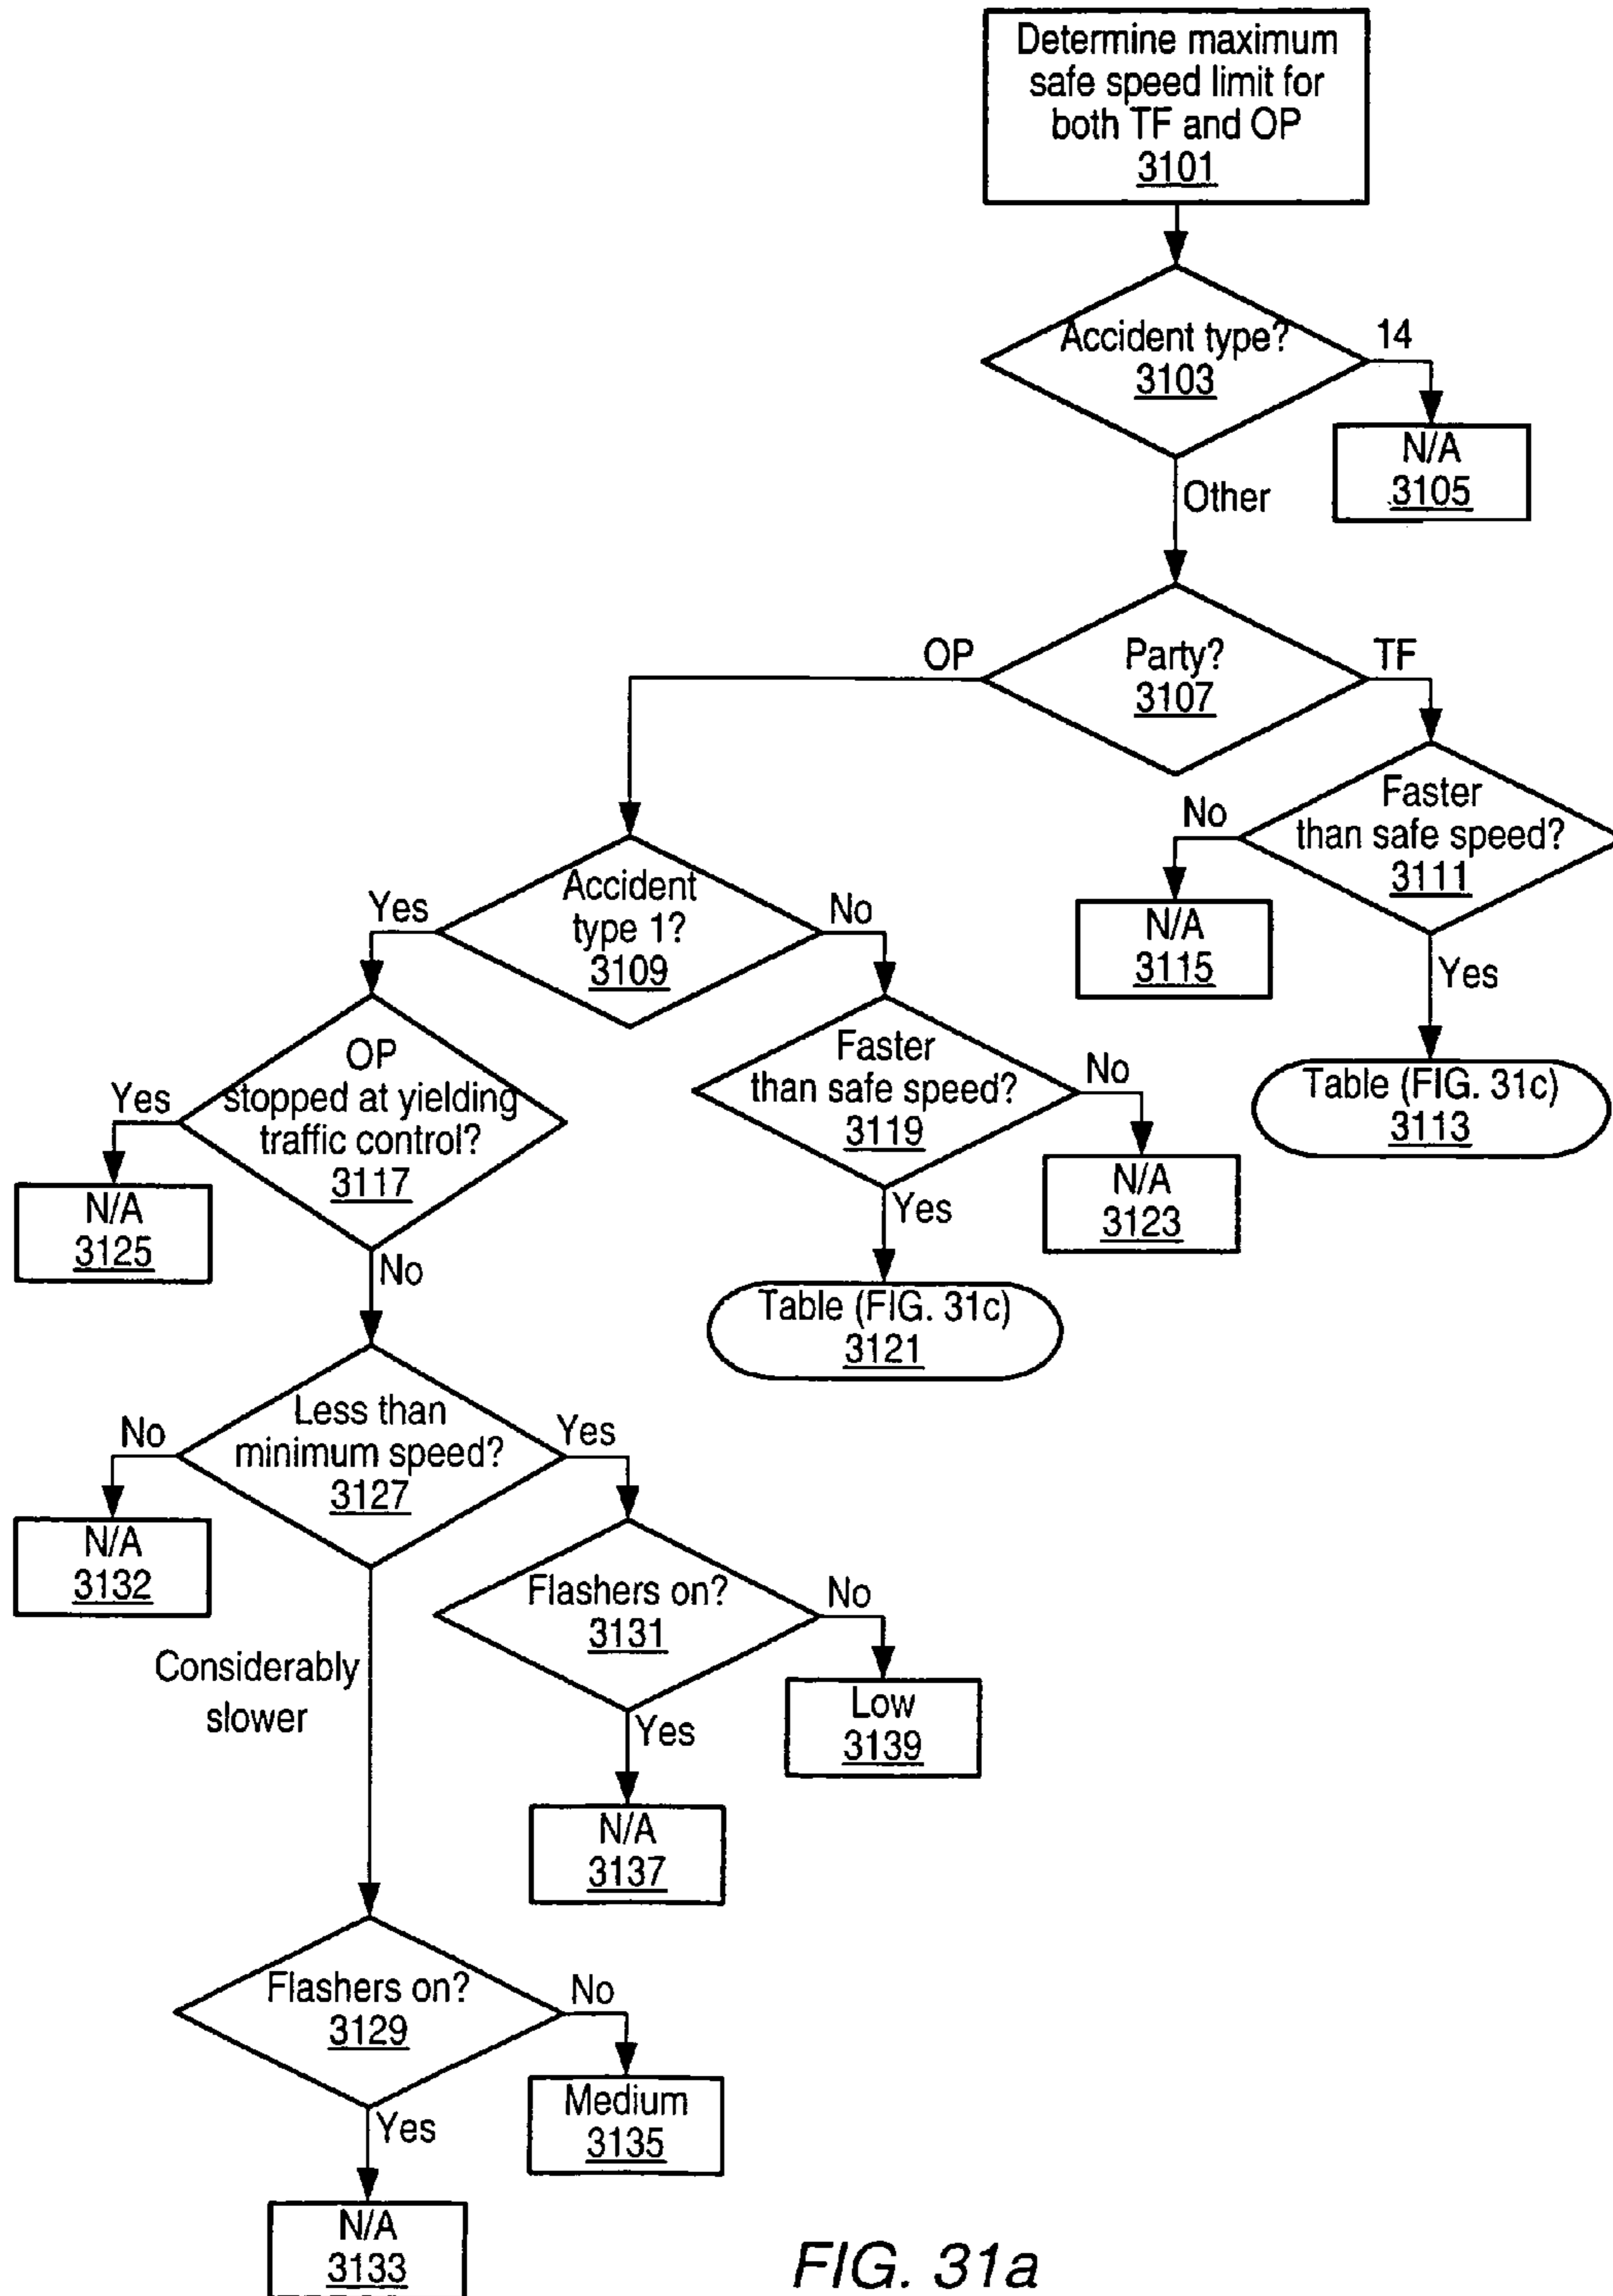 Determine maximum
safe speed limit for
both TF and OP
3101
Accident type?
3103
14
N/A
3105
Other
OP
Party?
3107
TF
Faster
than safe speed?
3111
No
N/A
3115
Yes
Table (FIG. 31c)
3113
Accident
type 1?
3109
Yes
No
OP
stopped at yielding
traffic control?
3117
Yes
N/A
3125
No
Faster
than safe speed?
3119
No
N/A
3123
Yes
Table (FIG. 31c)
3121
Less than
minimum speed?
3127
No
N/A
3132
Yes
Flashers on?
3131
No
Low
3139
Yes
N/A
3137
Considerably
slower
Flashers on?
3129
No
Medium
3135
Yes
N/A
3133
FIG. 31a